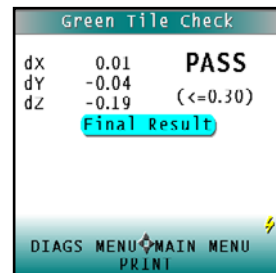 Green Tile Check
dX 0.01 PASS
dY -0.04
dZ -0.19 (<=0.30)
Final Result
DIAGS MENU MAIN MENU
PRINT